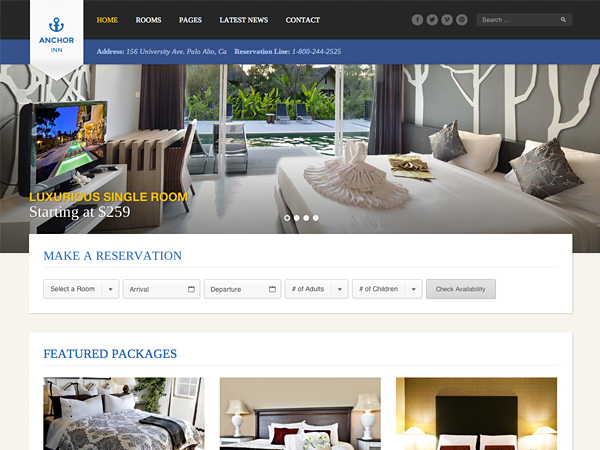 ANCHOR
INN
HOME ROOMS PAGES LATEST NEWS CONTACT
Search ...
Address: 156 University Ave. Palo Alto, Ca Reservation Line: 1-800-244-2525
LUXURIOUS SINGLE ROOM
Starting at $259
MAKE A RESERVATION
Select a Room Arrival Departure # of Adults # of Children Check Availability
FEATURED PACKAGES